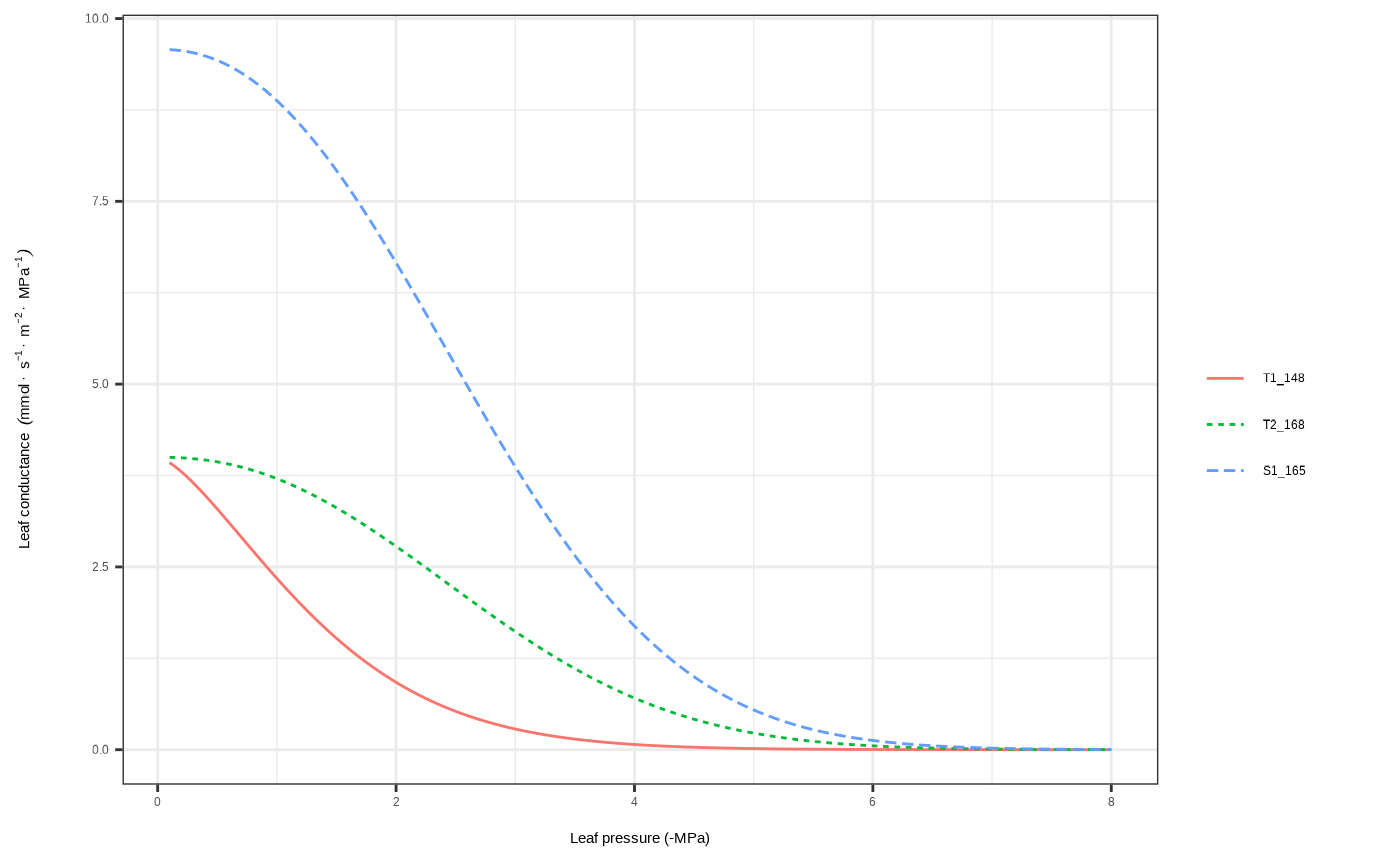 10.0
7.5
5.0
2.5
0.0
0 2 4 6 8
Leaf pressure (-MPa)
Leaf conductance (mmol · s⁻¹ · m⁻² · MPa⁻¹)
T1_148
T2_168
S1_165